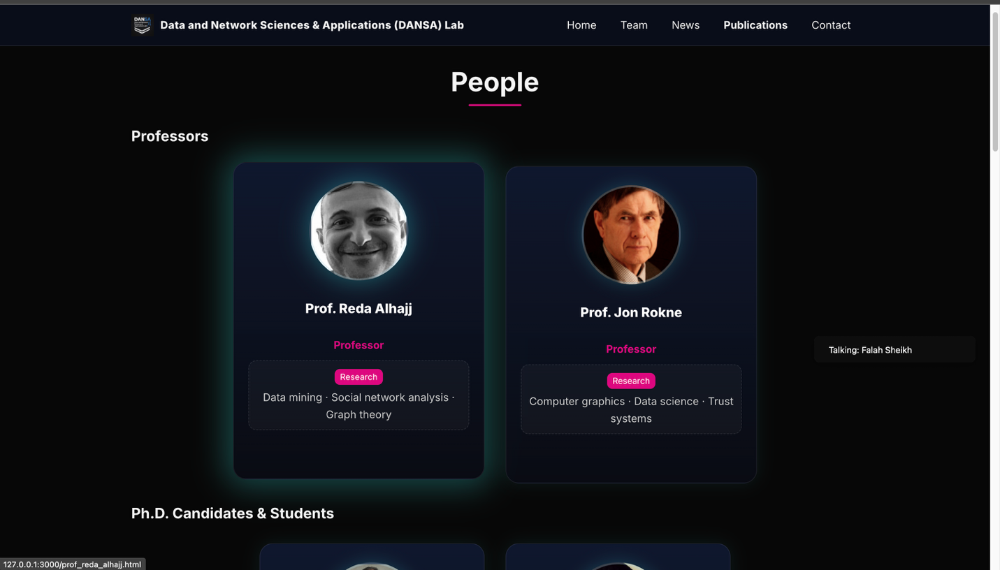 DANSA
Data and Network Sciences & Applications (DANSA) Lab
Home
Team
News
Publications
Contact
People
Professors
Prof. Reda Alhajj
Professor
Research
Data mining · Social network analysis ·
Graph theory
Prof. Jon Rokne
Professor
Research
Computer graphics · Data science · Trust
systems
Talking: Falah Sheikh
Ph.D. Candidates & Students
127.0.0.1:3000/prof_reda_alhajj.html